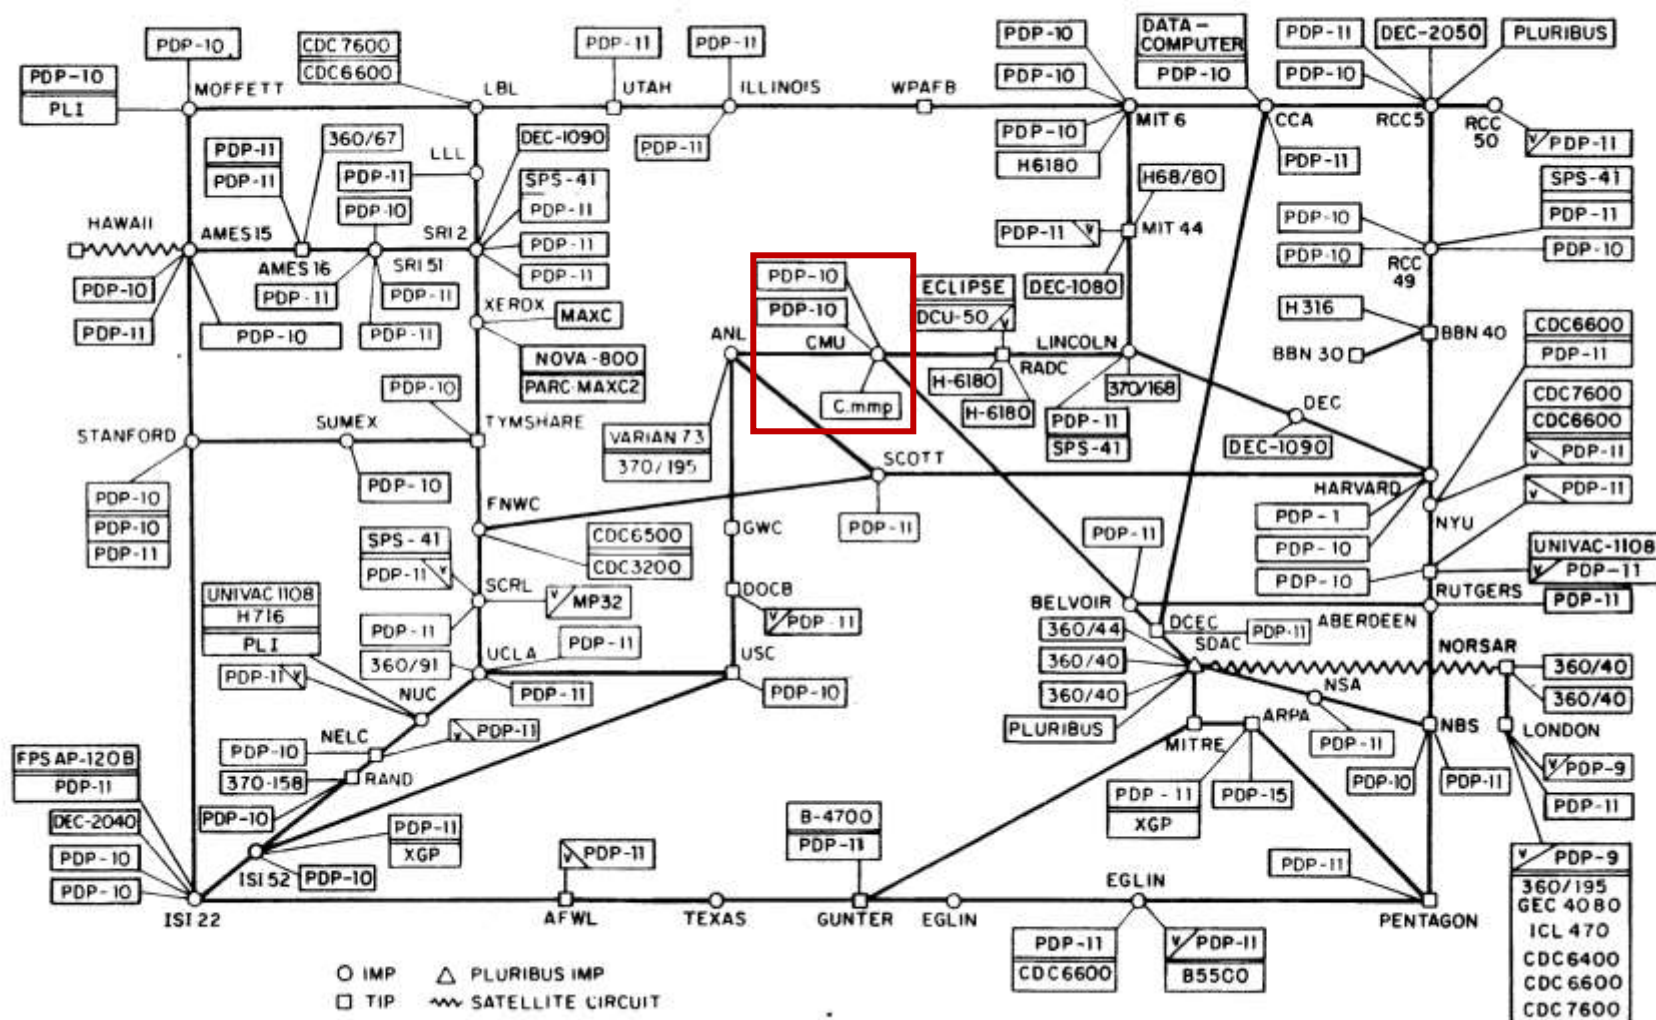 PDP-10
CDC 7600
CDC6600
PDP-11
PDP-11
PDP-10
DATA-
COMPUTER
PDP-10
PDP-11
DEC-2050
PLURIBUS
PDP-10
PLI
MOFFETT
LBL
UTAH
ILLINOIS
WPAFB
PDP-10
PDP-10
MIT 6
CCA
RCC5
RCC
50
PDP-11
PDP-11
360/67
LLL
DEC-1090
PDP-11
PDP-10
H6180
PDP-11
V PDP-11
PDP-11
PDP-11
SPS-41
PDP-11
H68/80
SPS-41
PDP-11
HAWAII
AMES 15
PDP-10
SRI 2
PDP-11
PDP-11 V
MIT 44
PDP-10
PDP-10
PDP-10
AMES 16
SRI 51
PDP-11
DEC-1080
RCC
49
PDP-10
PDP-11
PDP-11
PDP-10
PDP-10
ECLIPSE
DCU-50 V
PDP-11
PDP-10
PDP-11
XEROX
MAXC
PDP-10
CMU
RADC
LINCOLN
H316
BBN 40
BBN 30
CDC6600
PDP-11
NOVA-800
PARC-MAXC2
ANL
C.mmp
H-6180
H-6180
370/168
CDC7600
CDC6600
V PDP-11
PDP-10
TYMSHARE
VARIAN 73
370/195
PDP-11
SPS-41
DEC
DEC-1090
STANFORD
SUMEX
PDP-10
SCOTT
HARVARD
V PDP-11
PDP-10
PDP-10
PDP-11
FNWC
PDP-11
PDP-1
NYU
SPS-41
PDP-11 V
CDC6500
CDC3200
GWC
PDP-11
PDP-10
UNIVAC-1108
V PDP-11
UNIVAC 1108
H716
PLI
SCRL
V MP32
DOCB
V PDP-11
PDP-10
RUTGERS
PDP-11
PDP-11
PDP-11
BELVOIR
DCEC
PDP-11
ABERDEEN
360/91
UCLA
USC
360/44
SDAC
NORSAR
360/40
PDP-11 V
NUC
PDP-11
PDP-10
360/40
360/40
NSA
360/40
NELC
V PDP-11
PLURIBUS
MITRE
ARPA
PDP-11
NBS
LONDON
PDP-10
370-158
RAND
PDP-11
XGP
PDP-15
PDP-10
PDP-11
V PDP-9
PDP-11
FPS AP-120B
PDP-11
PDP-10
PDP-11
XGP
B-4700
PDP-11
DEC-2040
PDP-10
PDP-10
ISI 52
PDP-10
V PDP-11
EGLIN
PDP-11
V PDP-9
360/195
GEC 4080
ICL 470
CDC6400
CDC 6600
CDC 7600
ISI 22
AFWL
TEXAS
GUNTER
EGLIN
PENTAGON
PDP-11
CDC6600
V PDP-11
B5500
IMP
PLURIBUS IMP
TIP
SATELLITE CIRCUIT